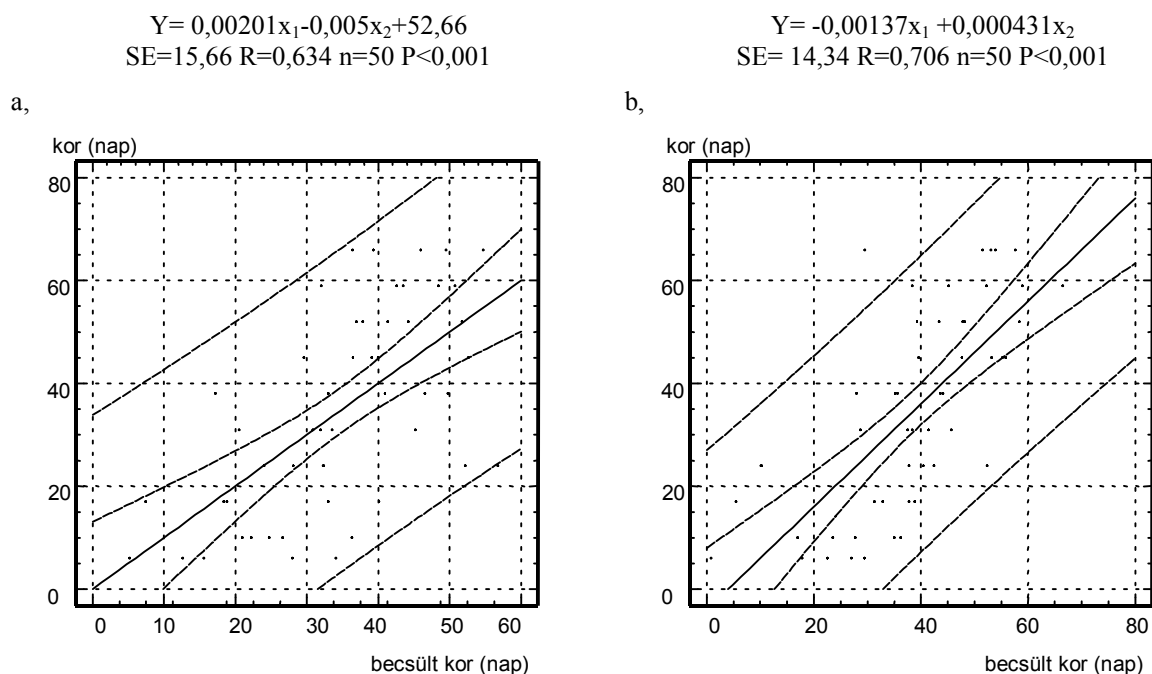 Y= 0,00201x₁-0,005x₂+52,66
SE=15,66 R=0,634 n=50 P<0,001
Y= -0,00137x₁ +0,000431x₂
SE= 14,34 R=0,706 n=50 P<0,001
a,
kor (nap)
80
60
40
20
0
0 10 20 30 40 50 60
becsült kor (nap)
b,
kor (nap)
80
60
40
20
0
0 20 40 60 80
becsült kor (nap)